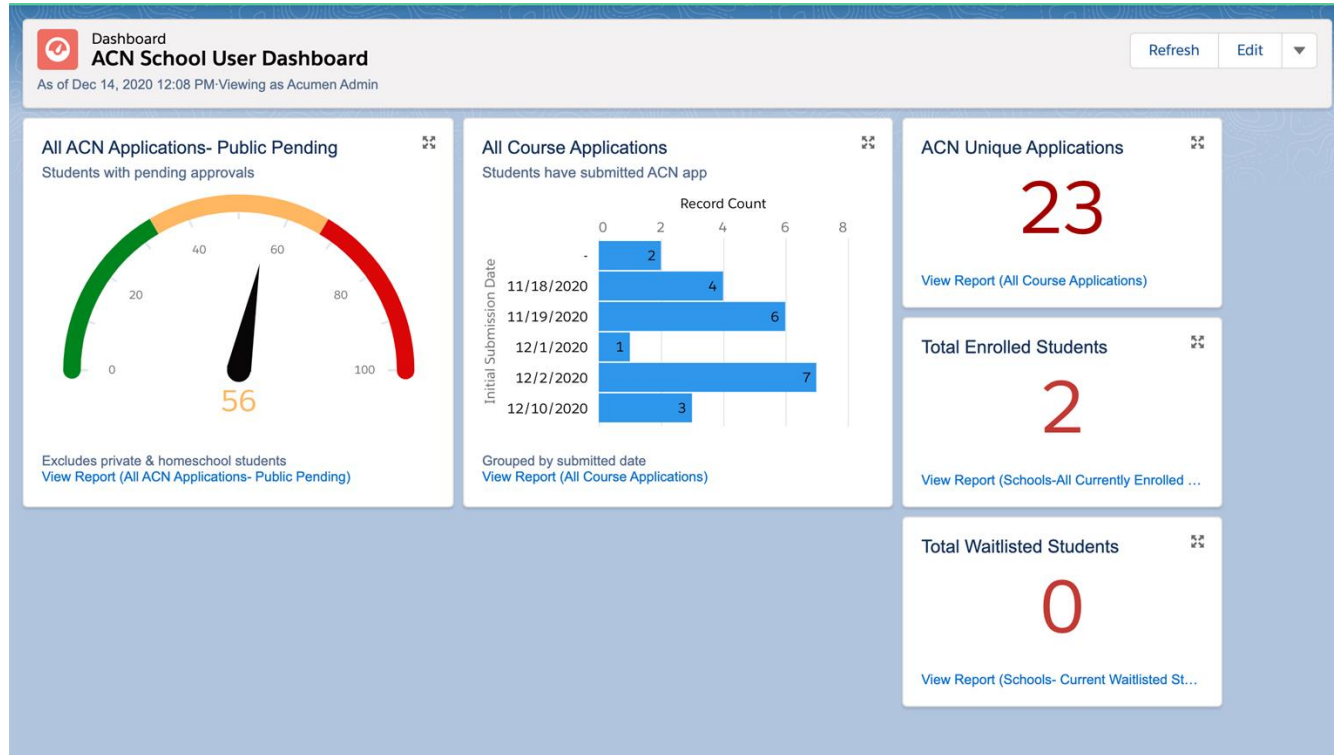 Dashboard
ACN School User Dashboard
As of Dec 14, 2020 12:08 PM·Viewing as Acumen Admin
Refresh
Edit
All ACN Applications- Public Pending
Students with pending approvals
0
20
40
60
80
100
56
Excludes private & homeschool students
View Report (All ACN Applications- Public Pending)
All Course Applications
Students have submitted ACN app
Record Count
0 2 4 6 8
Initial Submission Date
- 2
11/18/2020 4
11/19/2020 6
12/1/2020 1
12/2/2020 7
12/10/2020 3
Grouped by submitted date
View Report (All Course Applications)
ACN Unique Applications
23
View Report (All Course Applications)
Total Enrolled Students
2
View Report (Schools-All Currently Enrolled ...
Total Waitlisted Students
0
View Report (Schools- Current Waitlisted St...